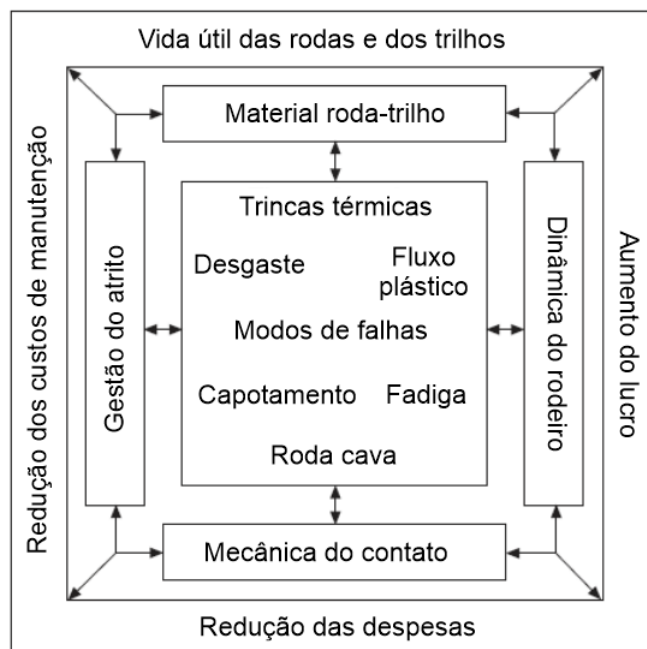 Vida útil das rodas e dos trilhos
Material roda-trilho
Redução dos custos de manutenção
Gestão do atrito
Trincas térmicas
Desgaste
Fluxo
plástico
Modos de falhas
Capotamento
Fadiga
Roda cava
Dinâmica do rodeiro
Aumento do lucro
Mecânica do contato
Redução das despesas